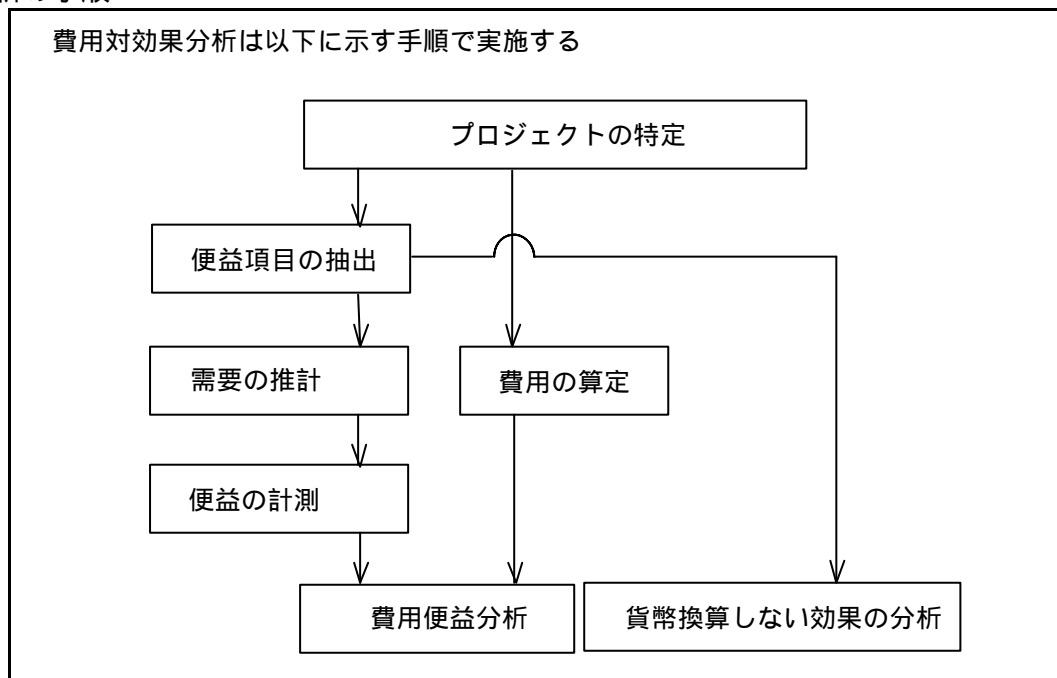 費用対効果分析は以下に示す手順で実施する
プロジェクトの特定
便益項目の抽出
需要の推計
費用の算定
便益の計測
費用便益分析
貨幣換算しない効果の分析